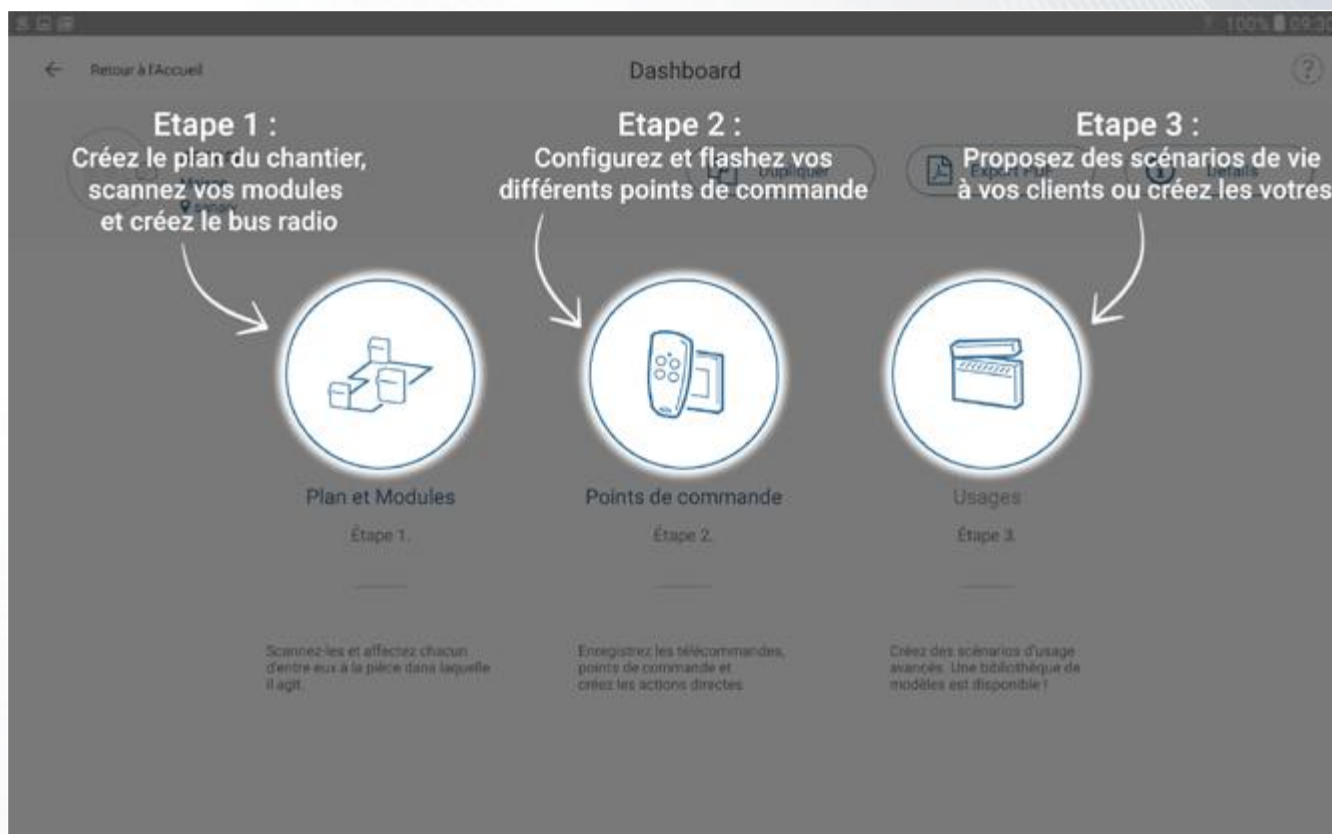 100% 09:30
Retour à l'Accueil
Dashboard
?
Etape 1 :
Créez le plan du chantier,
scannez vos modules
et créez le bus radio
Etape 2 :
Configurez et flashez vos
différents points de commande
Etape 3 :
Proposez des scénarios de vie
à vos clients ou créez les votres
Maison
Dupliquer
Export PDF
Détails
Plan et Modules
Étape 1.
Scannez-les et affectez chacun
d'entre eux à la pièce dans laquelle
il agit.
Points de commande
Étape 2.
Enregistrez les télécommandes,
points de commande et
créez les actions directes.
Usages
Étape 3.
Créez des scénarios d'usage
avancés. Une bibliothèque de
modèles est disponible !